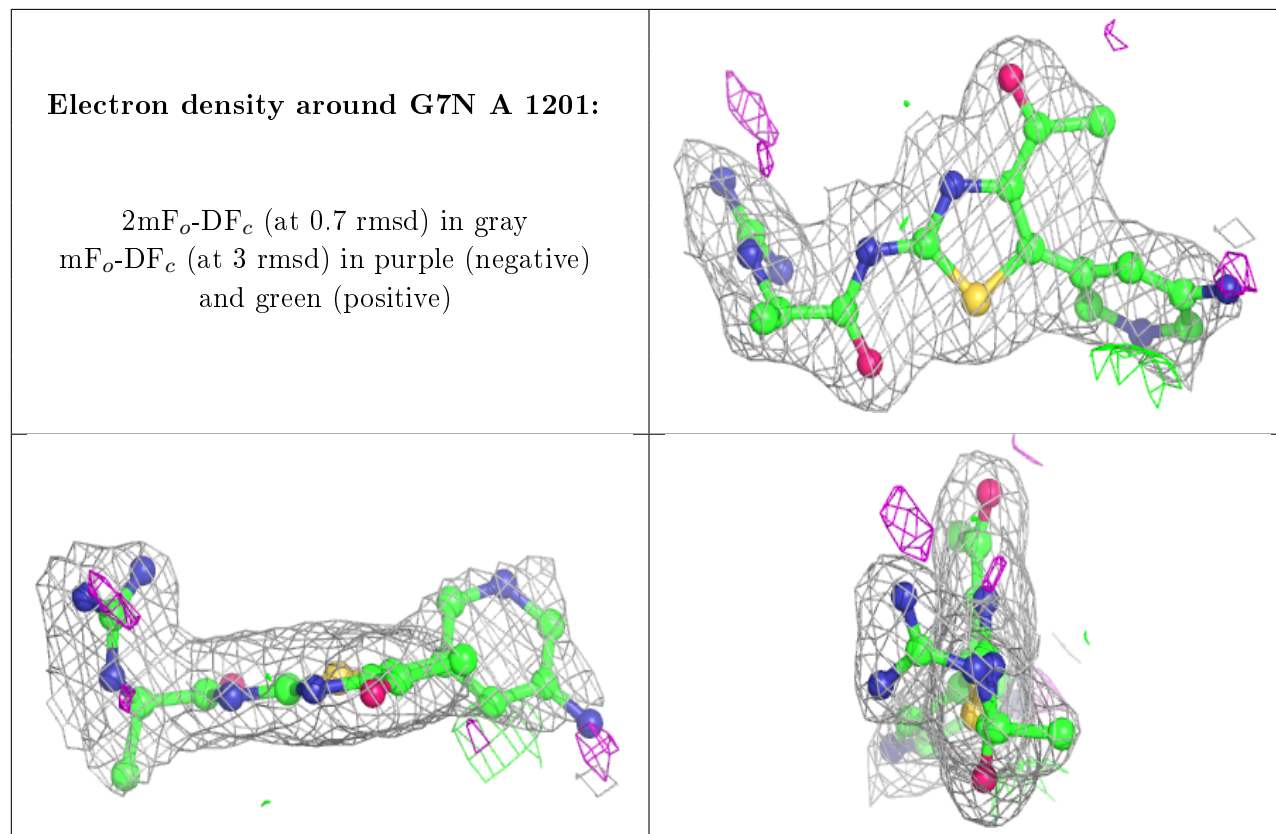 Electron density around G7N A 1201:
2mFₒ-DF𝑐 (at 0.7 rmsd) in gray
mFₒ-DF𝑐 (at 3 rmsd) in purple (negative)
and green (positive)